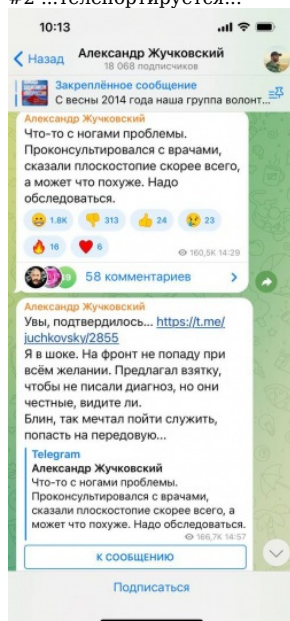 #2 ...телепортируется...
10:13
Назад
Александр Жучковский
18 068 подписчиков
Закреплённое сообщение
С весны 2014 года наша группа волонт...
Александр Жучковский
Что-то с ногами проблемы.
Проконсультировался с врачами,
сказали плоскостопие скорее всего,
а может что похуже. Надо
обследоваться.
1.8K 313 24 23
16 6
160,5K 14:29
58 комментариев
Александр Жучковский
Увы, подтвердилось... https://t.me/
juchkovsky/2855
Я в шоке. На фронт не попаду при
всём желании. Предлагал взятку,
чтобы не писали диагноз, но они
честные, видите ли.
Блин, так мечтал пойти служить,
попасть на передовую...
Telegram
Александр Жучковский
Что-то с ногами проблемы.
Проконсультировался с врачами,
сказали плоскостопие скорее всего, а
может что похуже. Надо обследоваться.
166,7K 14:57
К СООБЩЕНИЮ
Подписаться